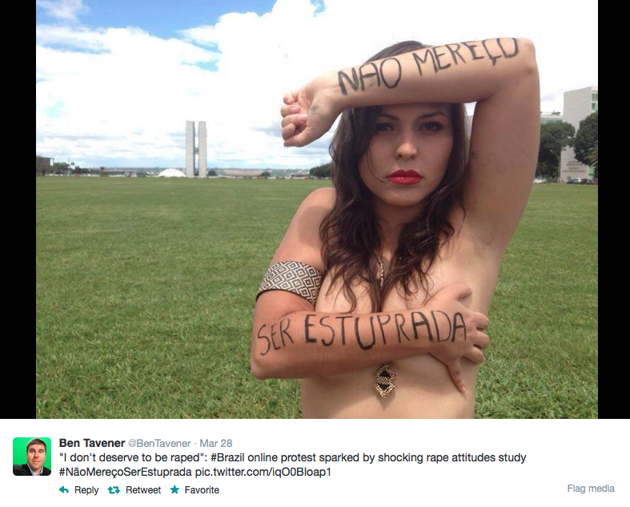 NÃO MEREÇO
SER ESTUPRADA
Ben Tavener @BenTavener · Mar 28
"I don't deserve to be raped": #Brazil online protest sparked by shocking rape attitudes study
#NãoMereçoSerEstuprada pic.twitter.com/iqO0BIoap1
Reply Retweet Favorite
Flag media